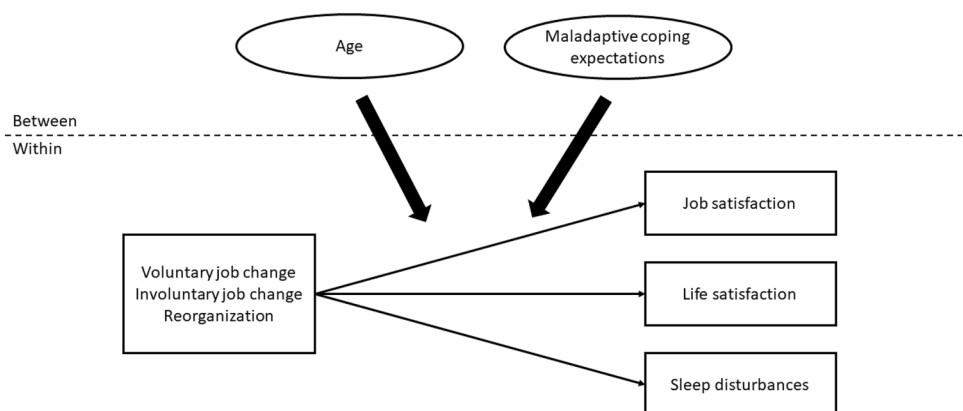 Age
Maladaptive coping
expectations
Between
Within
Job satisfaction
Voluntary job change
Involuntary job change
Reorganization
Life satisfaction
Sleep disturbances